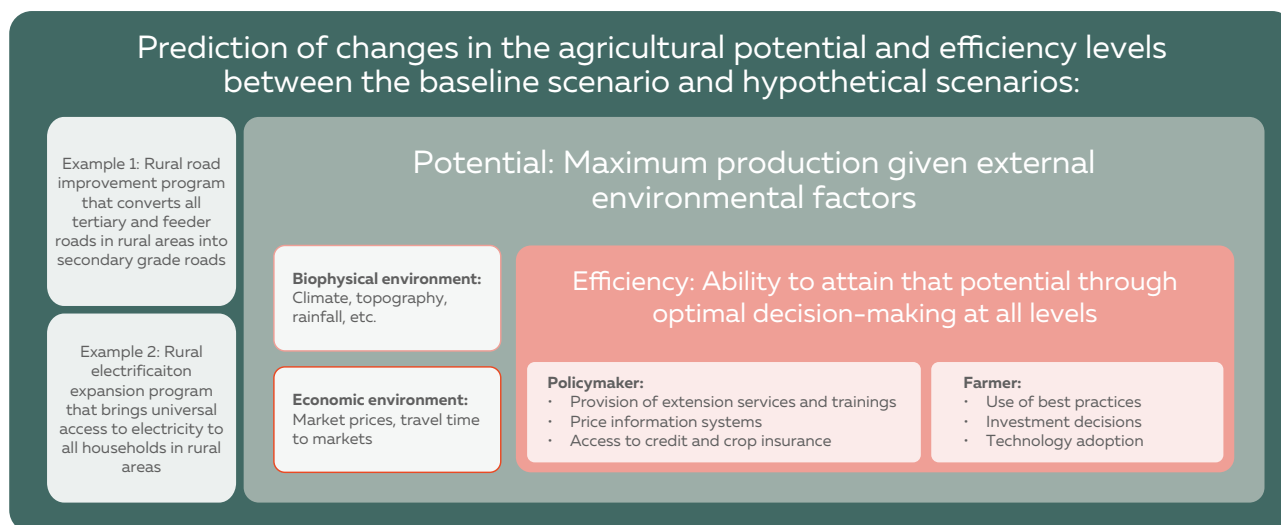 Prediction of changes in the agricultural potential and efficiency levels
between the baseline scenario and hypothetical scenarios:
Example 1: Rural road
improvement program
that converts all
tertiary and feeder
roads in rural areas into
secondary grade roads
Example 2: Rural
electrificaiton
expansion program
that brings universal
access to electricity to
all households in rural
areas
Potential: Maximum production given external
environmental factors
Biophysical environment:
Climate, topography,
rainfall, etc.
Economic environment:
Market prices, travel time
to markets
Efficiency: Ability to attain that potential through
optimal decision-making at all levels
Policymaker:
• Provision of extension services and trainings
• Price information systems
• Access to credit and crop insurance
Farmer:
• Use of best practices
• Investment decisions
• Technology adoption